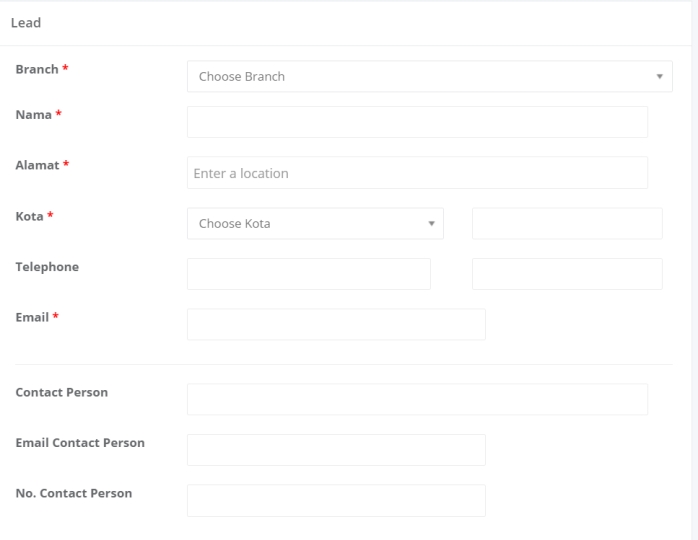 Lead
Branch *
Choose Branch
Nama *
Alamat *
Enter a location
Kota *
Choose Kota
Telephone
Email *
Contact Person
Email Contact Person
No. Contact Person